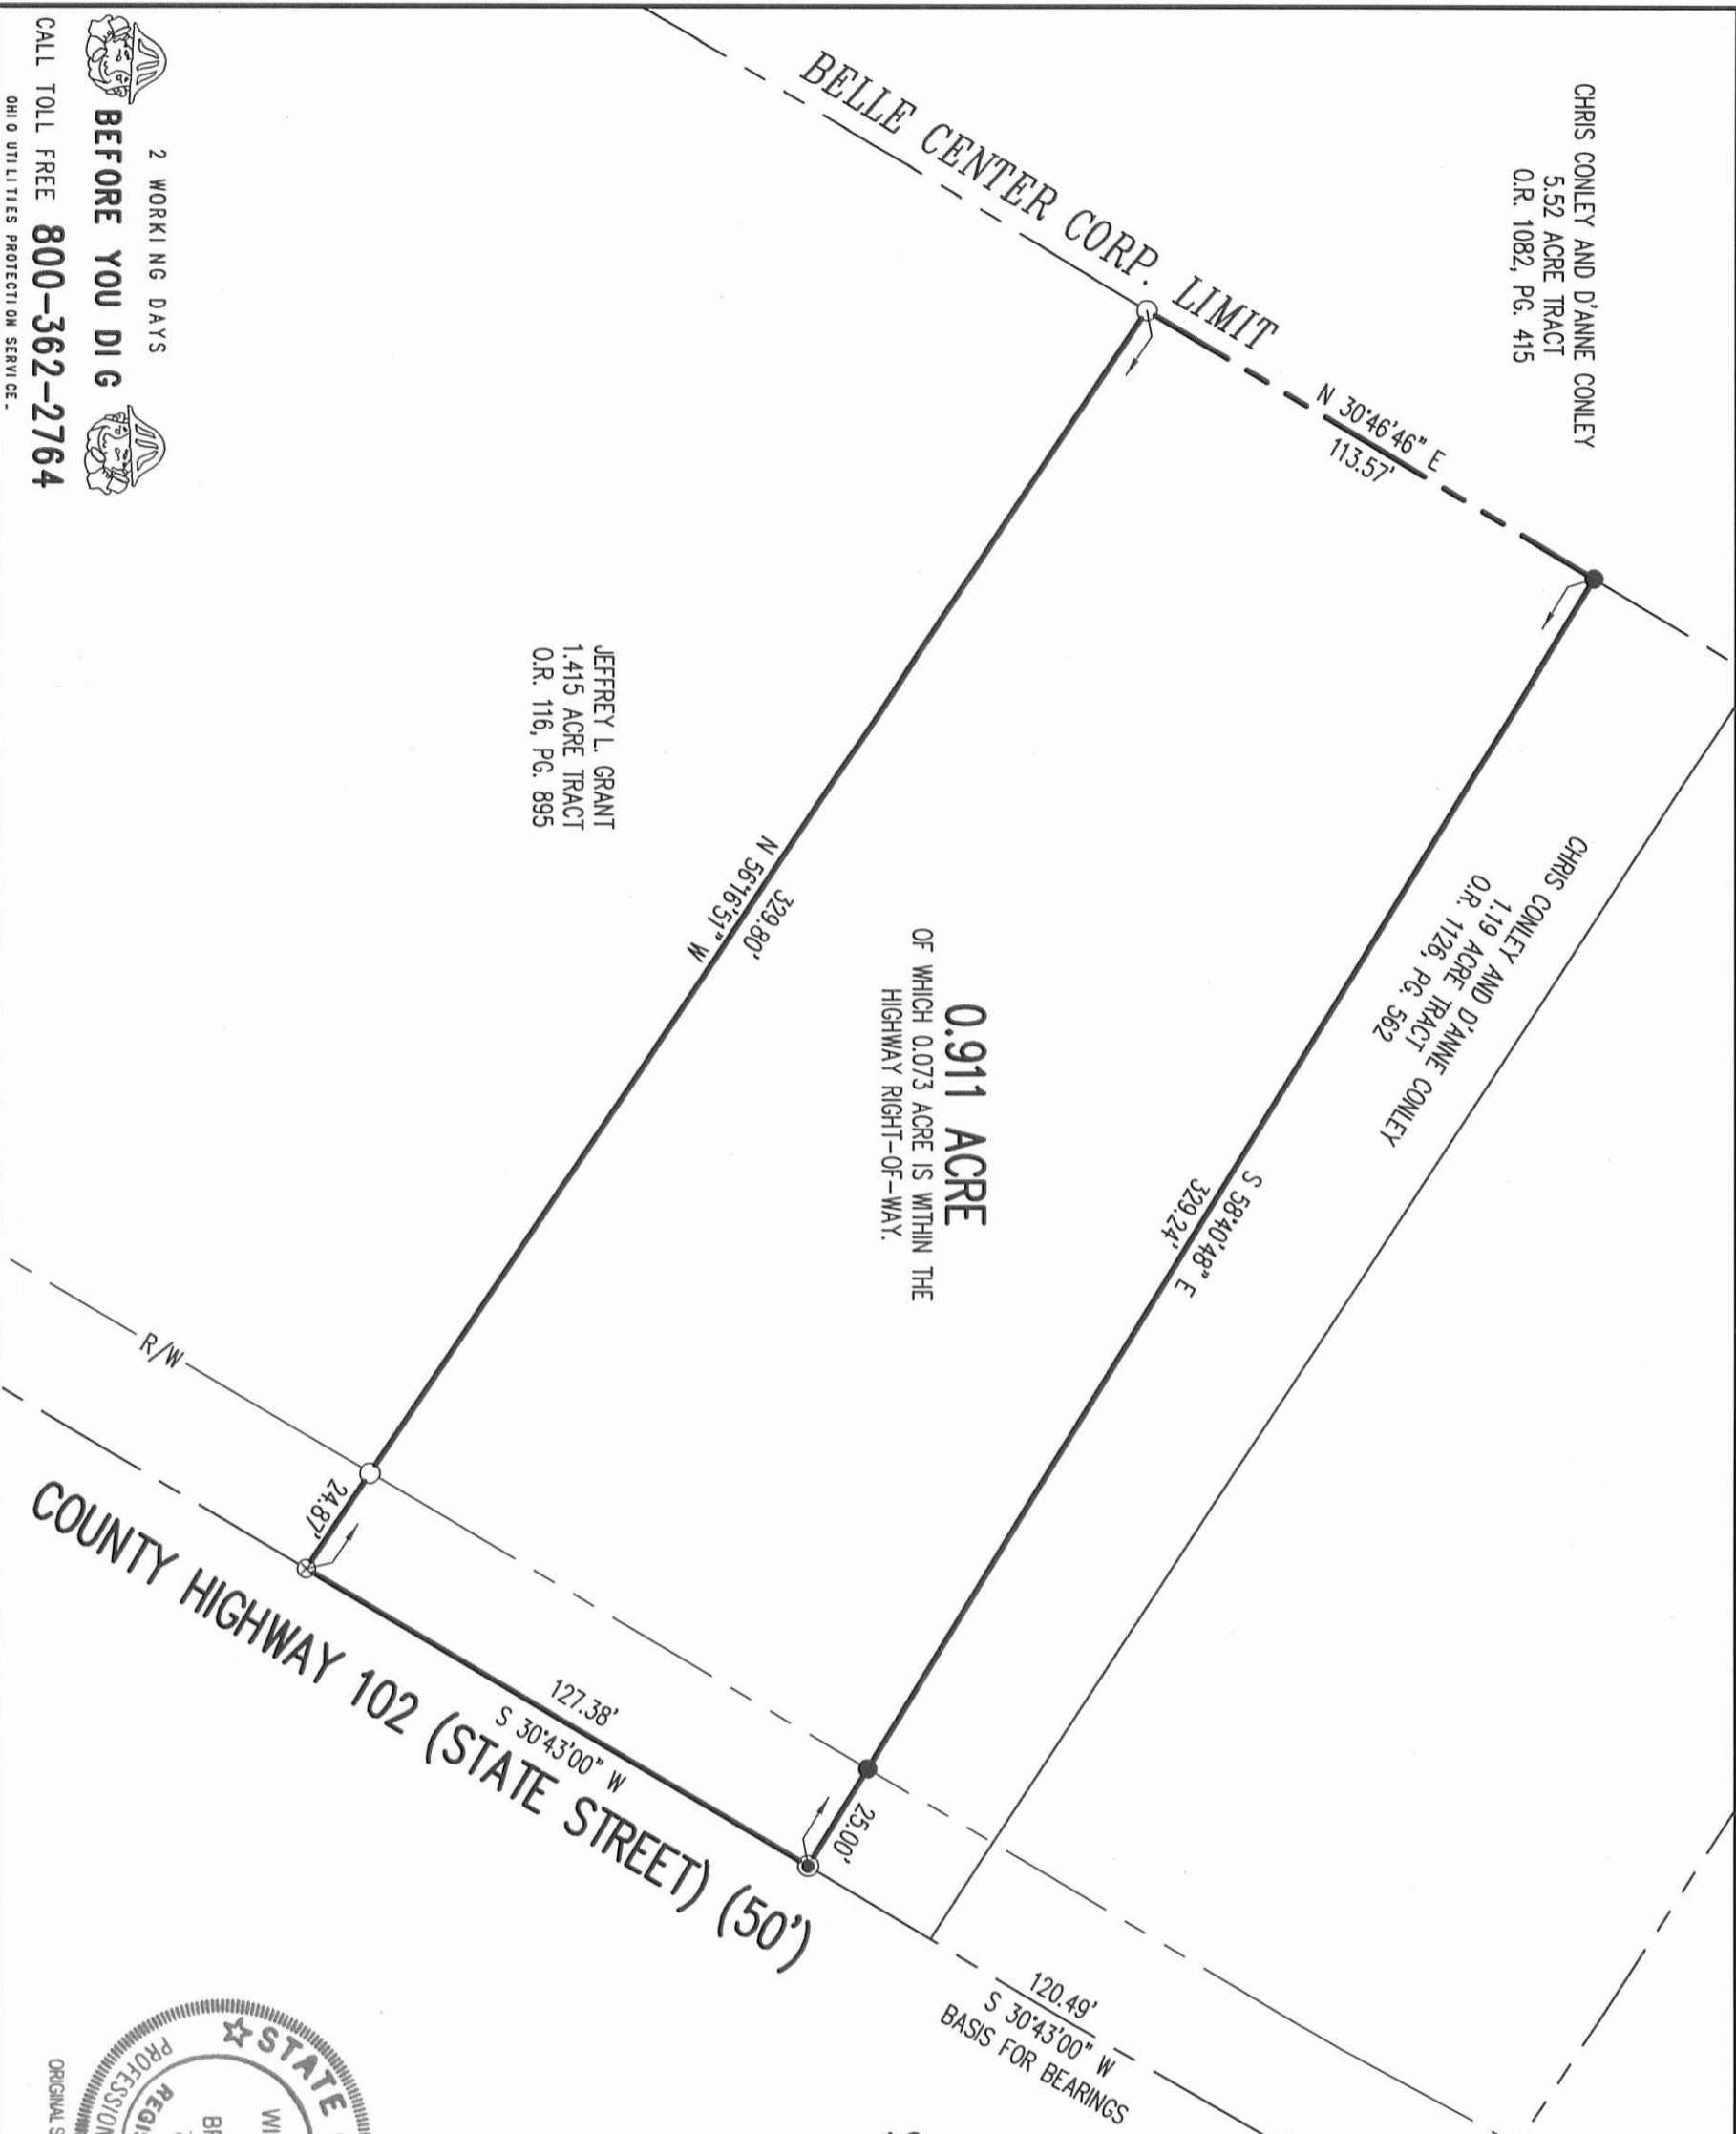 CHRIS CONLEY AND D'ANNE CONLEY
5.52 ACRE TRACT
O.R. 1082, PG. 415
BELLE CENTER CORP. LIMIT
N 30°46'46" E
113.57'
CHRIS CONLEY AND D'ANNE CONLEY
1.19 ACRE TRACT
O.R. 1126, PG. 562
S 58°40'48" E
329.24'
0.911 ACRE
OF WHICH 0.073 ACRE IS WITHIN THE
HIGHWAY RIGHT-OF-WAY.
329.80'
N 56°16'51" W
JEFFREY L. GRANT
1.415 ACRE TRACT
O.R. 116, PG. 895
2 WORKING DAYS
BEFORE YOU DIG
CALL TOLL FREE 800-362-2764
OHIO UTILITIES PROTECTION SERVICE.
R/W
24.87'
25.00'
127.38'
S 30°43'00" W
COUNTY HIGHWAY 102 (STATE STREET) (50')
120.49'
S 30°43'00" W
BASIS FOR BEARINGS
STATE
PROFESSION
REGIS
WI
BR
ORIGINAL S